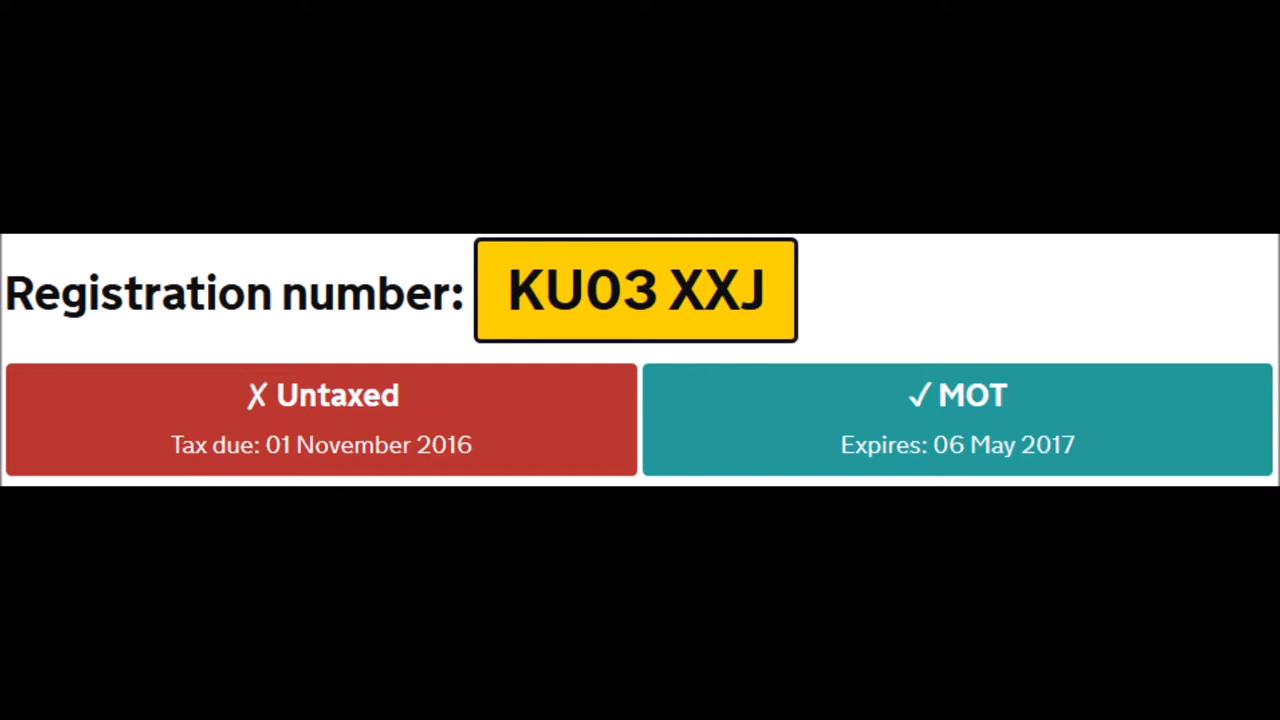 Registration number: KU03 XXJ
✗ Untaxed
Tax due: 01 November 2016
✓ MOT
Expires: 06 May 2017